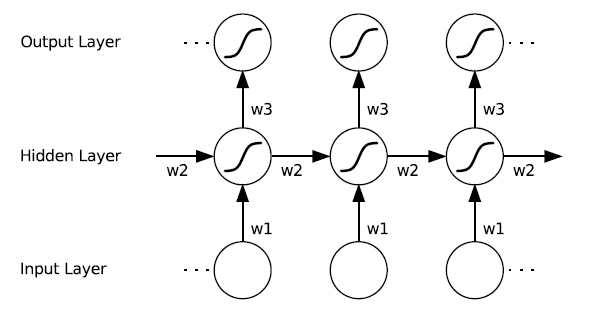 Output Layer
w3 w3 w3
Hidden Layer
w2 w2 w2 w2
w1 w1 w1
Input Layer